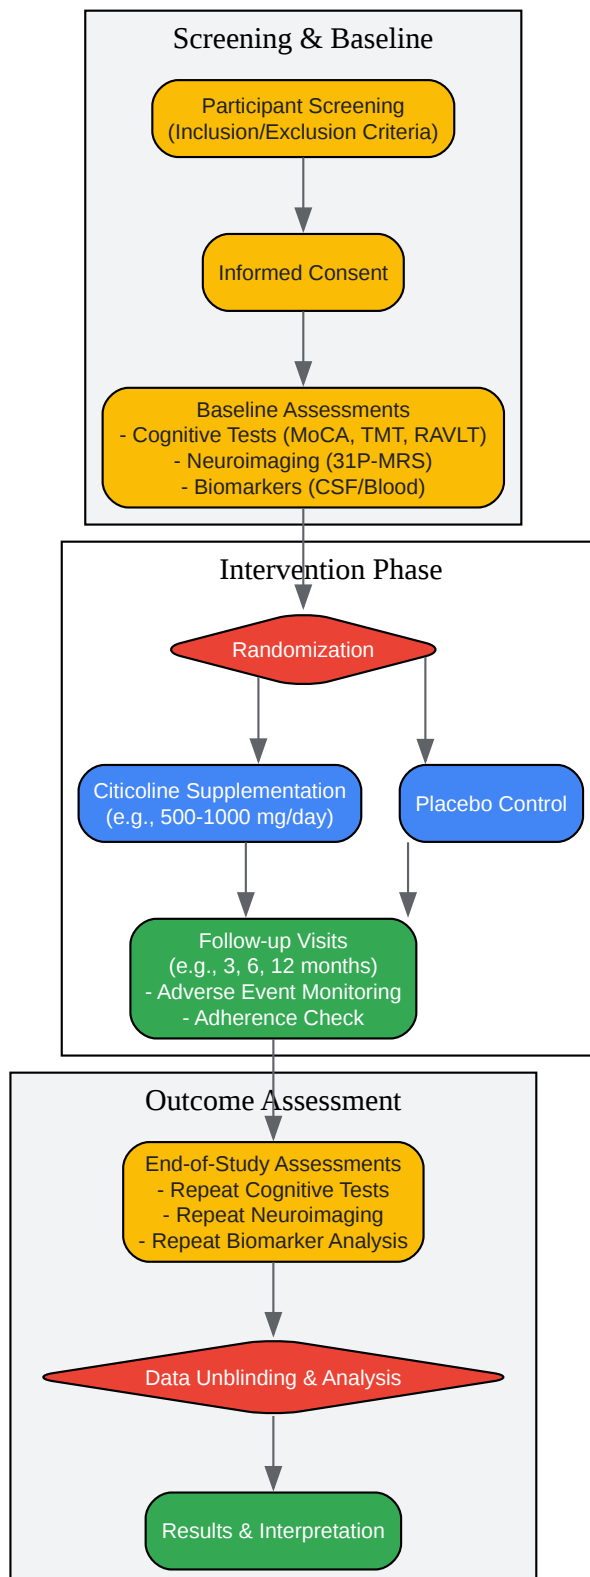 Screening & Baseline
Participant Screening
(Inclusion/Exclusion Criteria)
Informed Consent
Baseline Assessments
- Cognitive Tests (MoCA, TMT, RAVLT)
- Neuroimaging (31P-MRS)
- Biomarkers (CSF/Blood)
Intervention Phase
Randomization
Citicoline Supplementation
(e.g., 500-1000 mg/day)
Placebo Control
Follow-up Visits
(e.g., 3, 6, 12 months)
- Adverse Event Monitoring
- Adherence Check
Outcome Assessment
End-of-Study Assessments
- Repeat Cognitive Tests
- Repeat Neuroimaging
- Repeat Biomarker Analysis
Data Unblinding & Analysis
Results & Interpretation